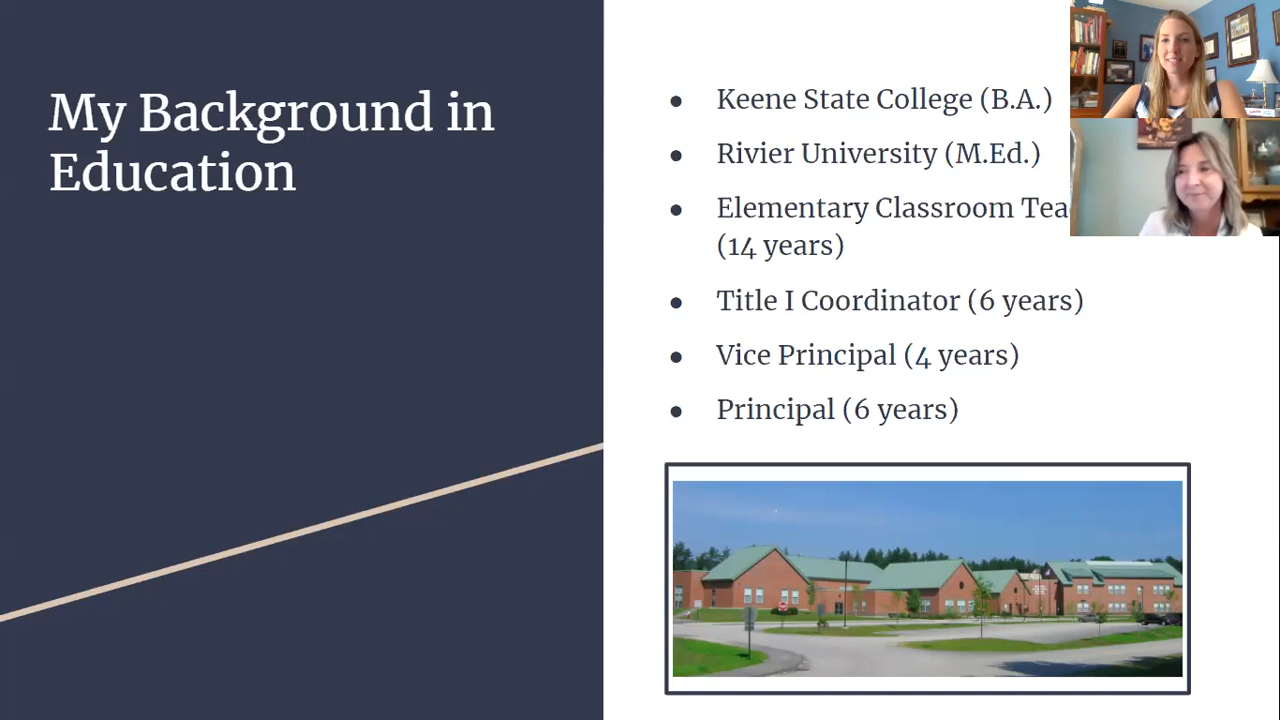 My Background in
Education
● Keene State College (B.A.)
● Rivier University (M.Ed.)
● Elementary Classroom
(14 years)
● Title I Coordinator (6 years)
● Vice Principal (4 years)
● Principal (6 years)